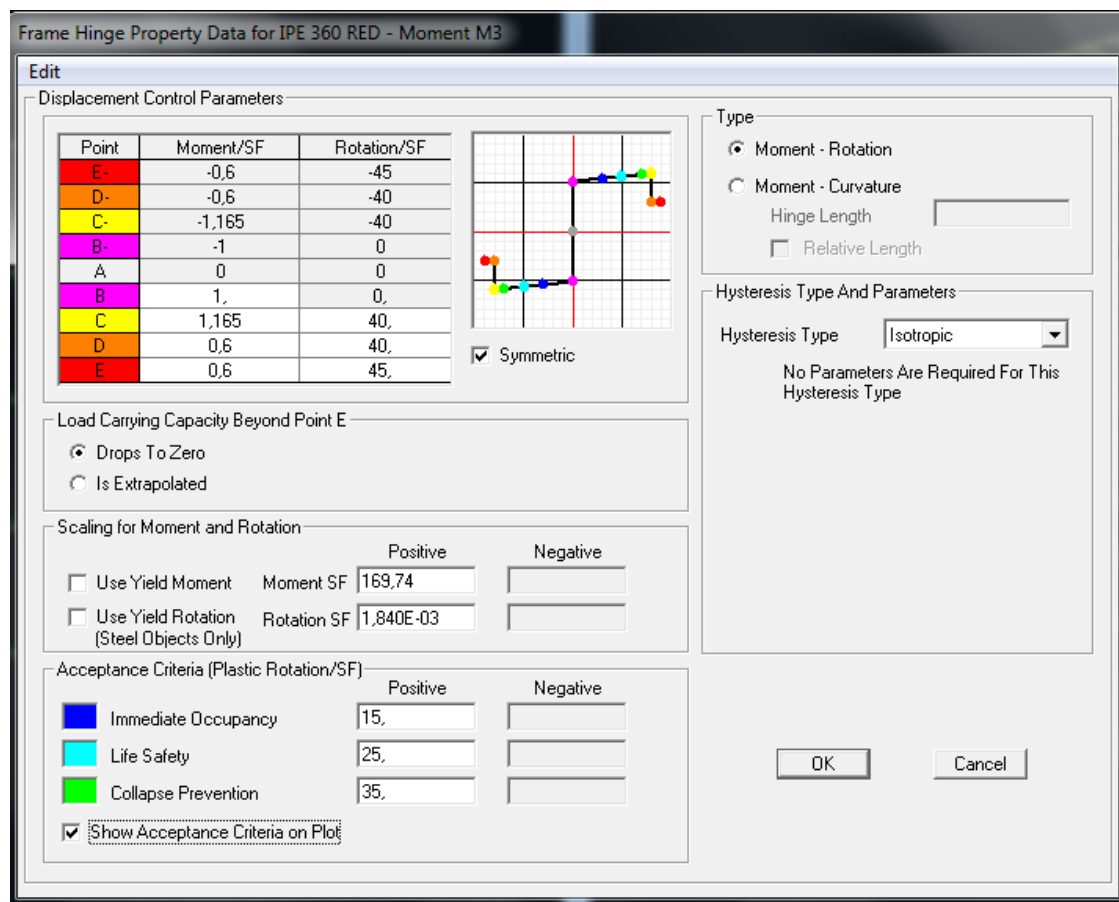 Frame Hinge Property Data for IPE 360 RED - Moment M3
Edit
Displacement Control Parameters
Point Moment/SF Rotation/SF
E- -0,6 -45
D- -0,6 -40
C- -1,165 -40
B- -1 0
A 0 0
B 1, 0,
C 1,165 40,
D 0,6 40,
E 0,6 45,
Symmetric
Load Carrying Capacity Beyond Point E
Drops To Zero
Is Extrapolated
Scaling for Moment and Rotation
Positive Negative
Use Yield Moment Moment SF 169,74
Use Yield Rotation Rotation SF 1,840E-03
(Steel Objects Only)
Acceptance Criteria (Plastic Rotation/SF)
Positive Negative
Immediate Occupancy 15,
Life Safety 25,
Collapse Prevention 35,
Show Acceptance Criteria on Plot
Type
Moment - Rotation
Moment - Curvature
Hinge Length
Relative Length
Hysteresis Type And Parameters
Hysteresis Type Isotropic
No Parameters Are Required For This
Hysteresis Type
OK Cancel